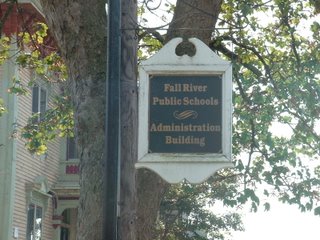 Fall River
Public Schools
Administration
Building